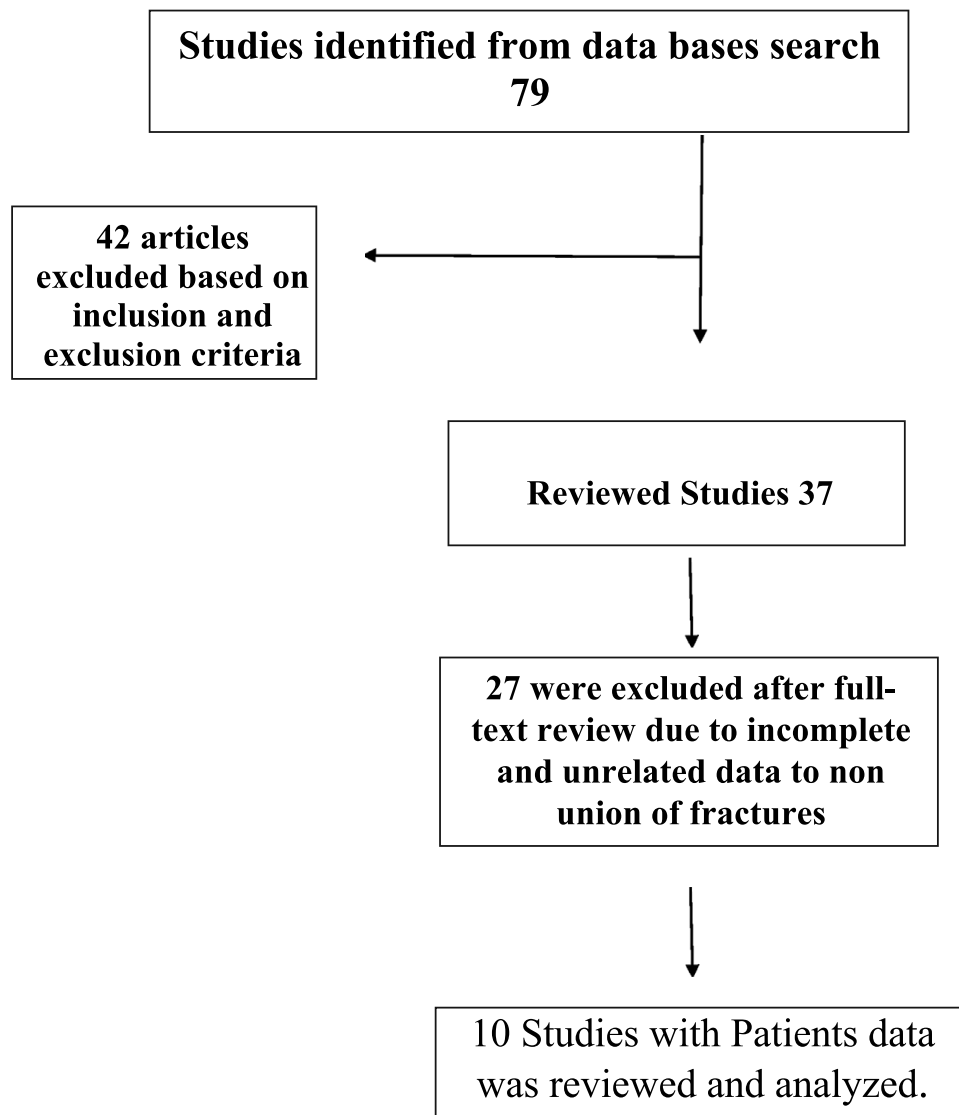 Studies identified from data bases search
79
42 articles
excluded based on
inclusion and
exclusion criteria
Reviewed Studies 37
27 were excluded after full-
text review due to incomplete
and unrelated data to non
union of fractures
10 Studies with Patients data
was reviewed and analyzed.